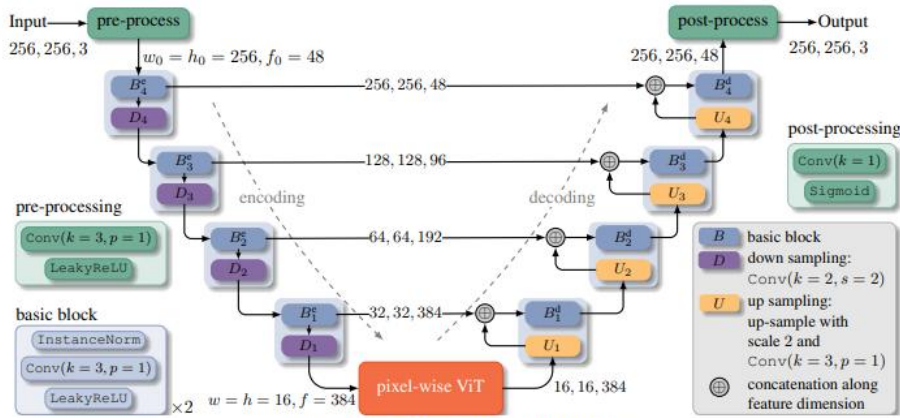 Input
pre-process
post-process
Output
256, 256, 3
w₀ = h₀ = 256, f₀ = 48
256, 256, 48
256, 256, 3
B₄ᵉ
256, 256, 48
B₄ᵈ
D₄
U₄
B₃ᵉ
128, 128, 96
B₃ᵈ
D₃
U₃
encoding
decoding
B₂ᵉ
64, 64, 192
B₂ᵈ
D₂
U₂
B₁ᵉ
32, 32, 384
B₁ᵈ
D₁
U₁
w = h = 16, f = 384
pixel-wise ViT
16, 16, 384
pre-processing
Conv(k = 3, p = 1)
LeakyReLU
basic block
InstanceNorm
Conv(k = 3, p = 1)
LeakyReLU
×2
post-processing
Conv(k = 1)
Sigmoid
B basic block
D down sampling:
Conv(k = 2, s = 2)
U up sampling:
up-sample with
scale 2 and
Conv(k = 3, p = 1)
concatenation along
feature dimension